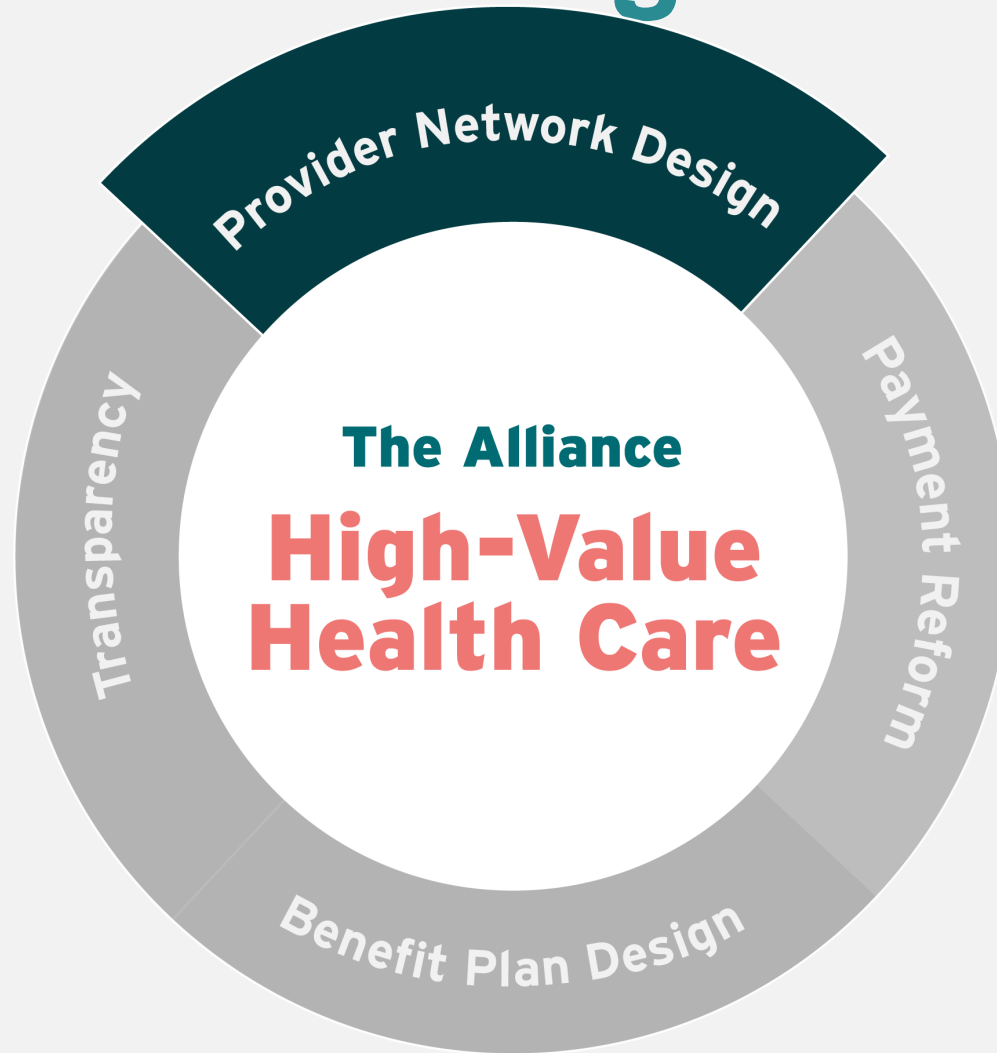 Provider Network Design
Payment Reform
Benefit Plan Design
Transparency
The Alliance
High-Value
Health Care